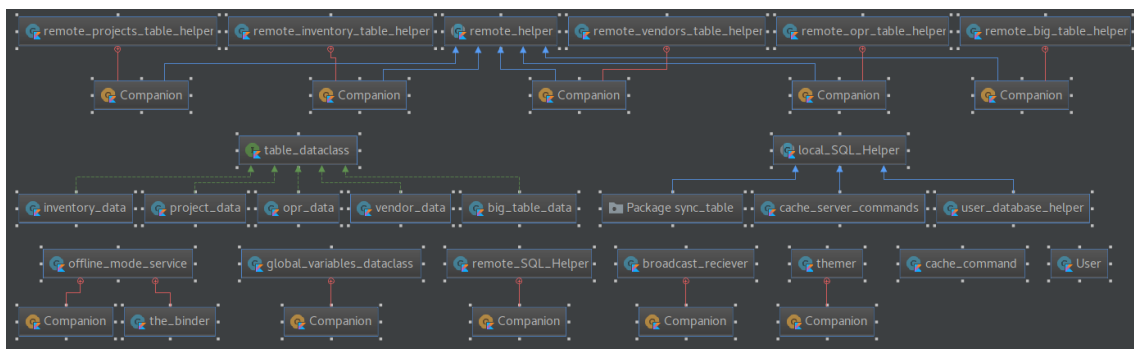 remote_projects_table_helper remote_inventory_table_helper remote_helper remote_vendors_table_helper remote_opr_table_helper remote_big_table_helper
Companion Companion Companion Companion Companion
table_dataclass local_SQL_Helper
inventory_data project_data opr_data vendor_data big_table_data Package sync_table cache_server_commands user_database_helper
offline_mode_service global_variables_dataclass remote_SQL_Helper broadcast_reciever themer cache_command User
Companion the_binder Companion Companion Companion Companion